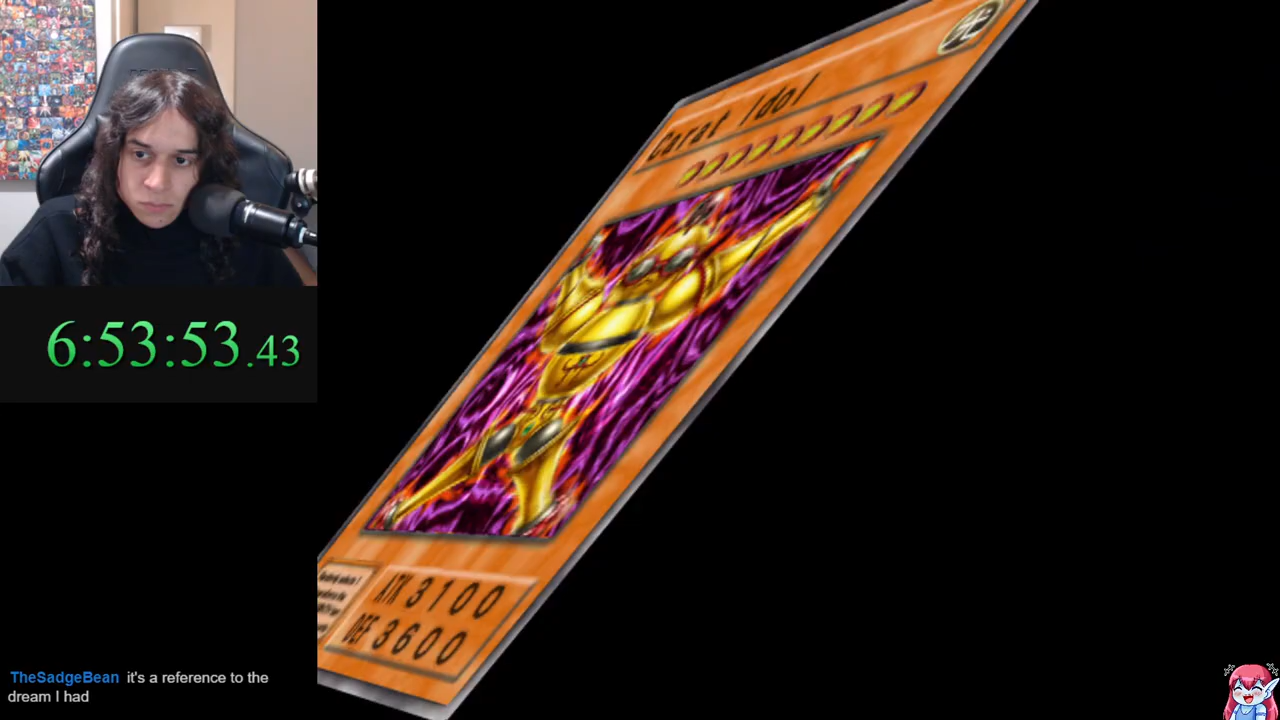 6:53:53.43
TheSadgeBean it's a reference to the
dream I had
Carat Idol
ATK 3100
DEF 3600